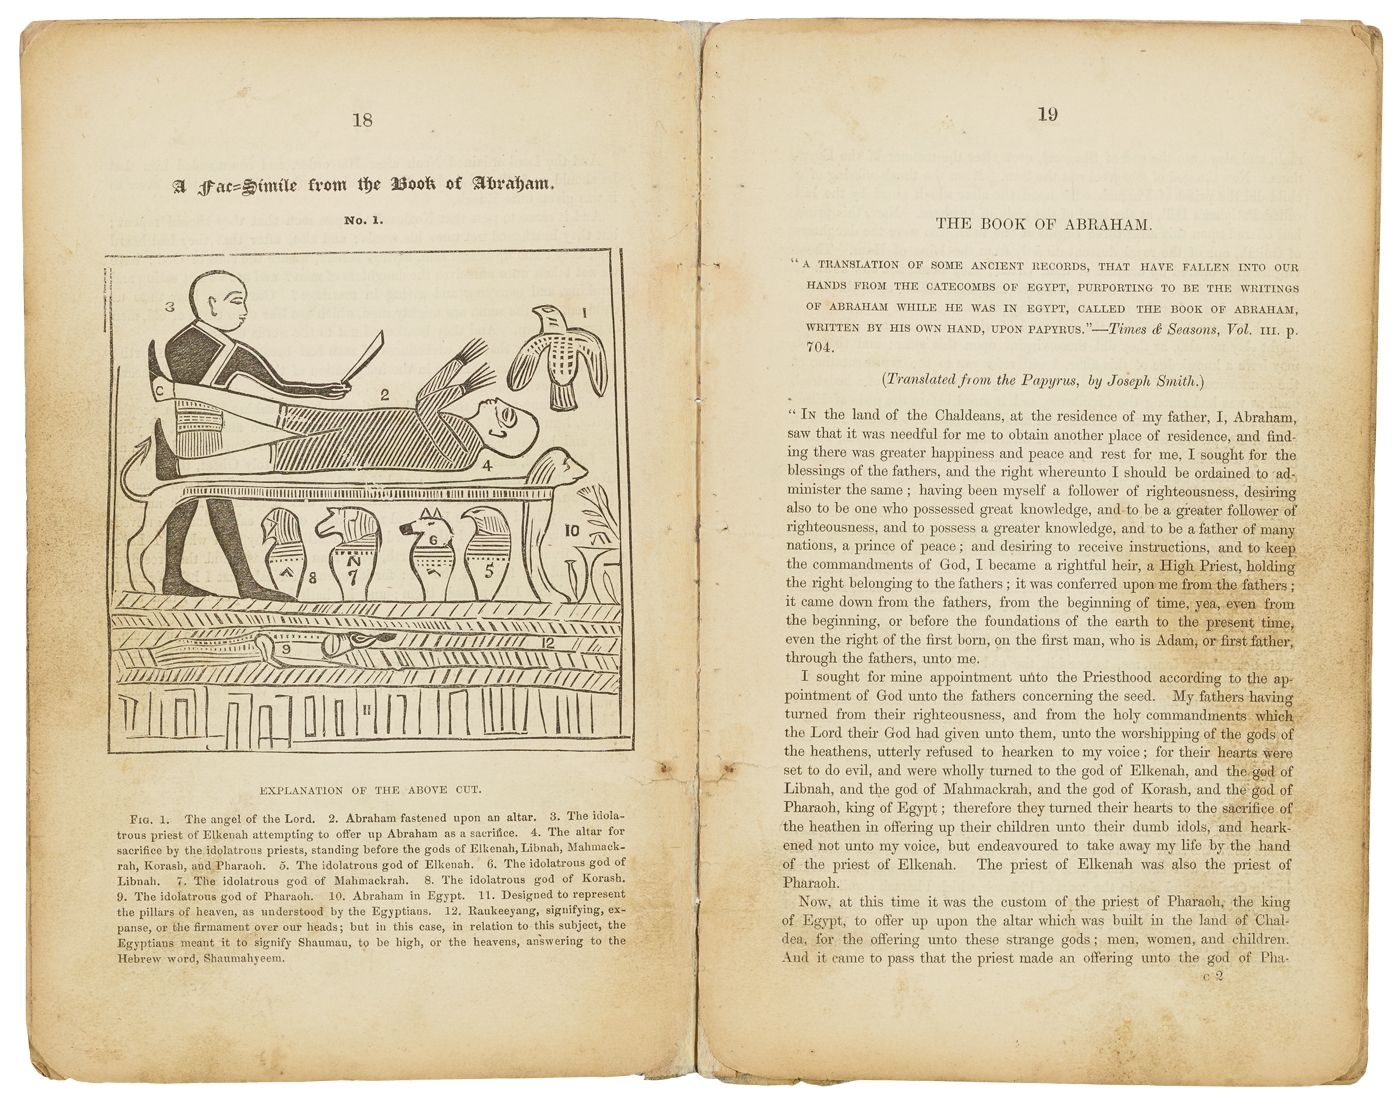 18
A Fac=Simile from the Book of Abraham.
No. 1.
3
1
C
2
4
10
6
N
8
7
5
12
9
11
EXPLANATION OF THE ABOVE CUT.
FIG. 1. The angel of the Lord. 2. Abraham fastened upon an altar. 3. The idola-
trous priest of Elkenah attempting to offer up Abraham as a sacrifice. 4. The altar for
sacrifice by the idolatrous priests, standing before the gods of Elkenah, Libnah, Mahmack-
rah, Korash, and Pharaoh. 5. The idolatrous god of Elkenah. 6. The idolatrous god of
Libnah. 7. The idolatrous god of Mahmackrah. 8. The idolatrous god of Korash.
9. The idolatrous god of Pharaoh. 10. Abraham in Egypt. 11. Designed to represent
the pillars of heaven, as understood by the Egyptians. 12. Raukeeyang, signifying, ex-
panse, or the firmament over our heads; but in this case, in relation to this subject, the
Egyptians meant it to signify Shaumau, to be high, or the heavens, answering to the
Hebrew word, Shaumahyeem.
19
THE BOOK OF ABRAHAM.
"A TRANSLATION OF SOME ANCIENT RECORDS, THAT HAVE FALLEN INTO OUR
HANDS FROM THE CATECOMBS OF EGYPT, PURPORTING TO BE THE WRITINGS
OF ABRAHAM WHILE HE WAS IN EGYPT, CALLED THE BOOK OF ABRAHAM,
WRITTEN BY HIS OWN HAND, UPON PAPYRUS."—Times & Seasons, Vol. III. p.
704.
(Translated from the Papyrus, by Joseph Smith.)
"IN the land of the Chaldeans, at the residence of my father, I, Abraham,
saw that it was needful for me to obtain another place of residence, and find-
ing there was greater happiness and peace and rest for me, I sought for the
blessings of the fathers, and the right whereunto I should be ordained to ad-
minister the same; having been myself a follower of righteousness, desiring
also to be one who possessed great knowledge, and to be a greater follower of
righteousness, and to possess a greater knowledge, and to be a father of many
nations, a prince of peace; and desiring to receive instructions, and to keep
the commandments of God, I became a rightful heir, a High Priest, holding
the right belonging to the fathers; it was conferred upon me from the fathers;
it came down from the fathers, from the beginning of time, yea, even from
the beginning, or before the foundations of the earth to the present time,
even the right of the first born, on the first man, who is Adam, or first father,
through the fathers, unto me.
I sought for mine appointment unto the Priesthood according to the ap-
pointment of God unto the fathers concerning the seed. My fathers having
turned from their righteousness, and from the holy commandments which
the Lord their God had given unto them, unto the worshipping of the gods of
the heathens, utterly refused to hearken to my voice; for their hearts were
set to do evil, and were wholly turned to the god of Elkenah, and the god of
Libnah, and the god of Mahmackrah, and the god of Korash, and the god of
Pharaoh, king of Egypt; therefore they turned their hearts to the sacrifice of
the heathen in offering up their children unto their dumb idols, and heark-
ened not unto my voice, but endeavoured to take away my life by the hand
of the priest of Elkenah. The priest of Elkenah was also the priest of
Pharaoh.
Now, at this time it was the custom of the priest of Pharaoh, the king
of Egypt, to offer up upon the altar which was built in the land of Chal-
dea, for the offering unto these strange gods; men, women, and children.
And it came to pass that the priest made an offering unto the god of Pha-
c 2